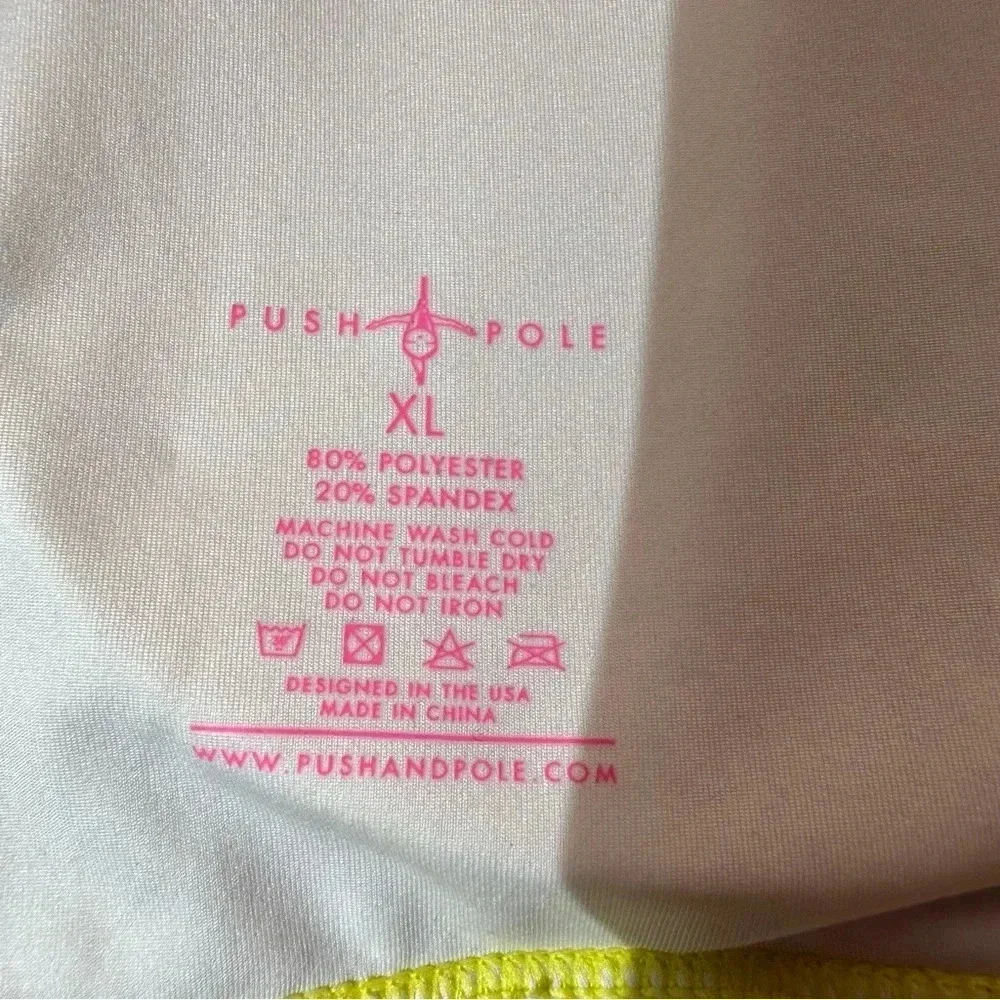 PUSH POLE
XL
80% POLYESTER
20% SPANDEX
MACHINE WASH COLD
DO NOT TUMBLE DRY
DO NOT BLEACH
DO NOT IRON
30°
DESIGNED IN THE USA
MADE IN CHINA
WWW.PUSHANDPOLE.COM